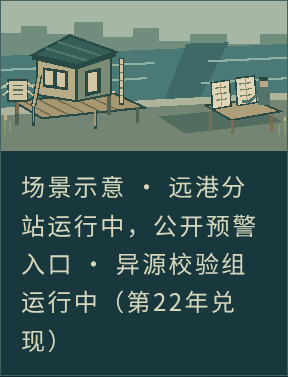 场景示意 · 远港分
站运行中，公开预警
入口 · 异源校验组
运行中（第22年兑
现）